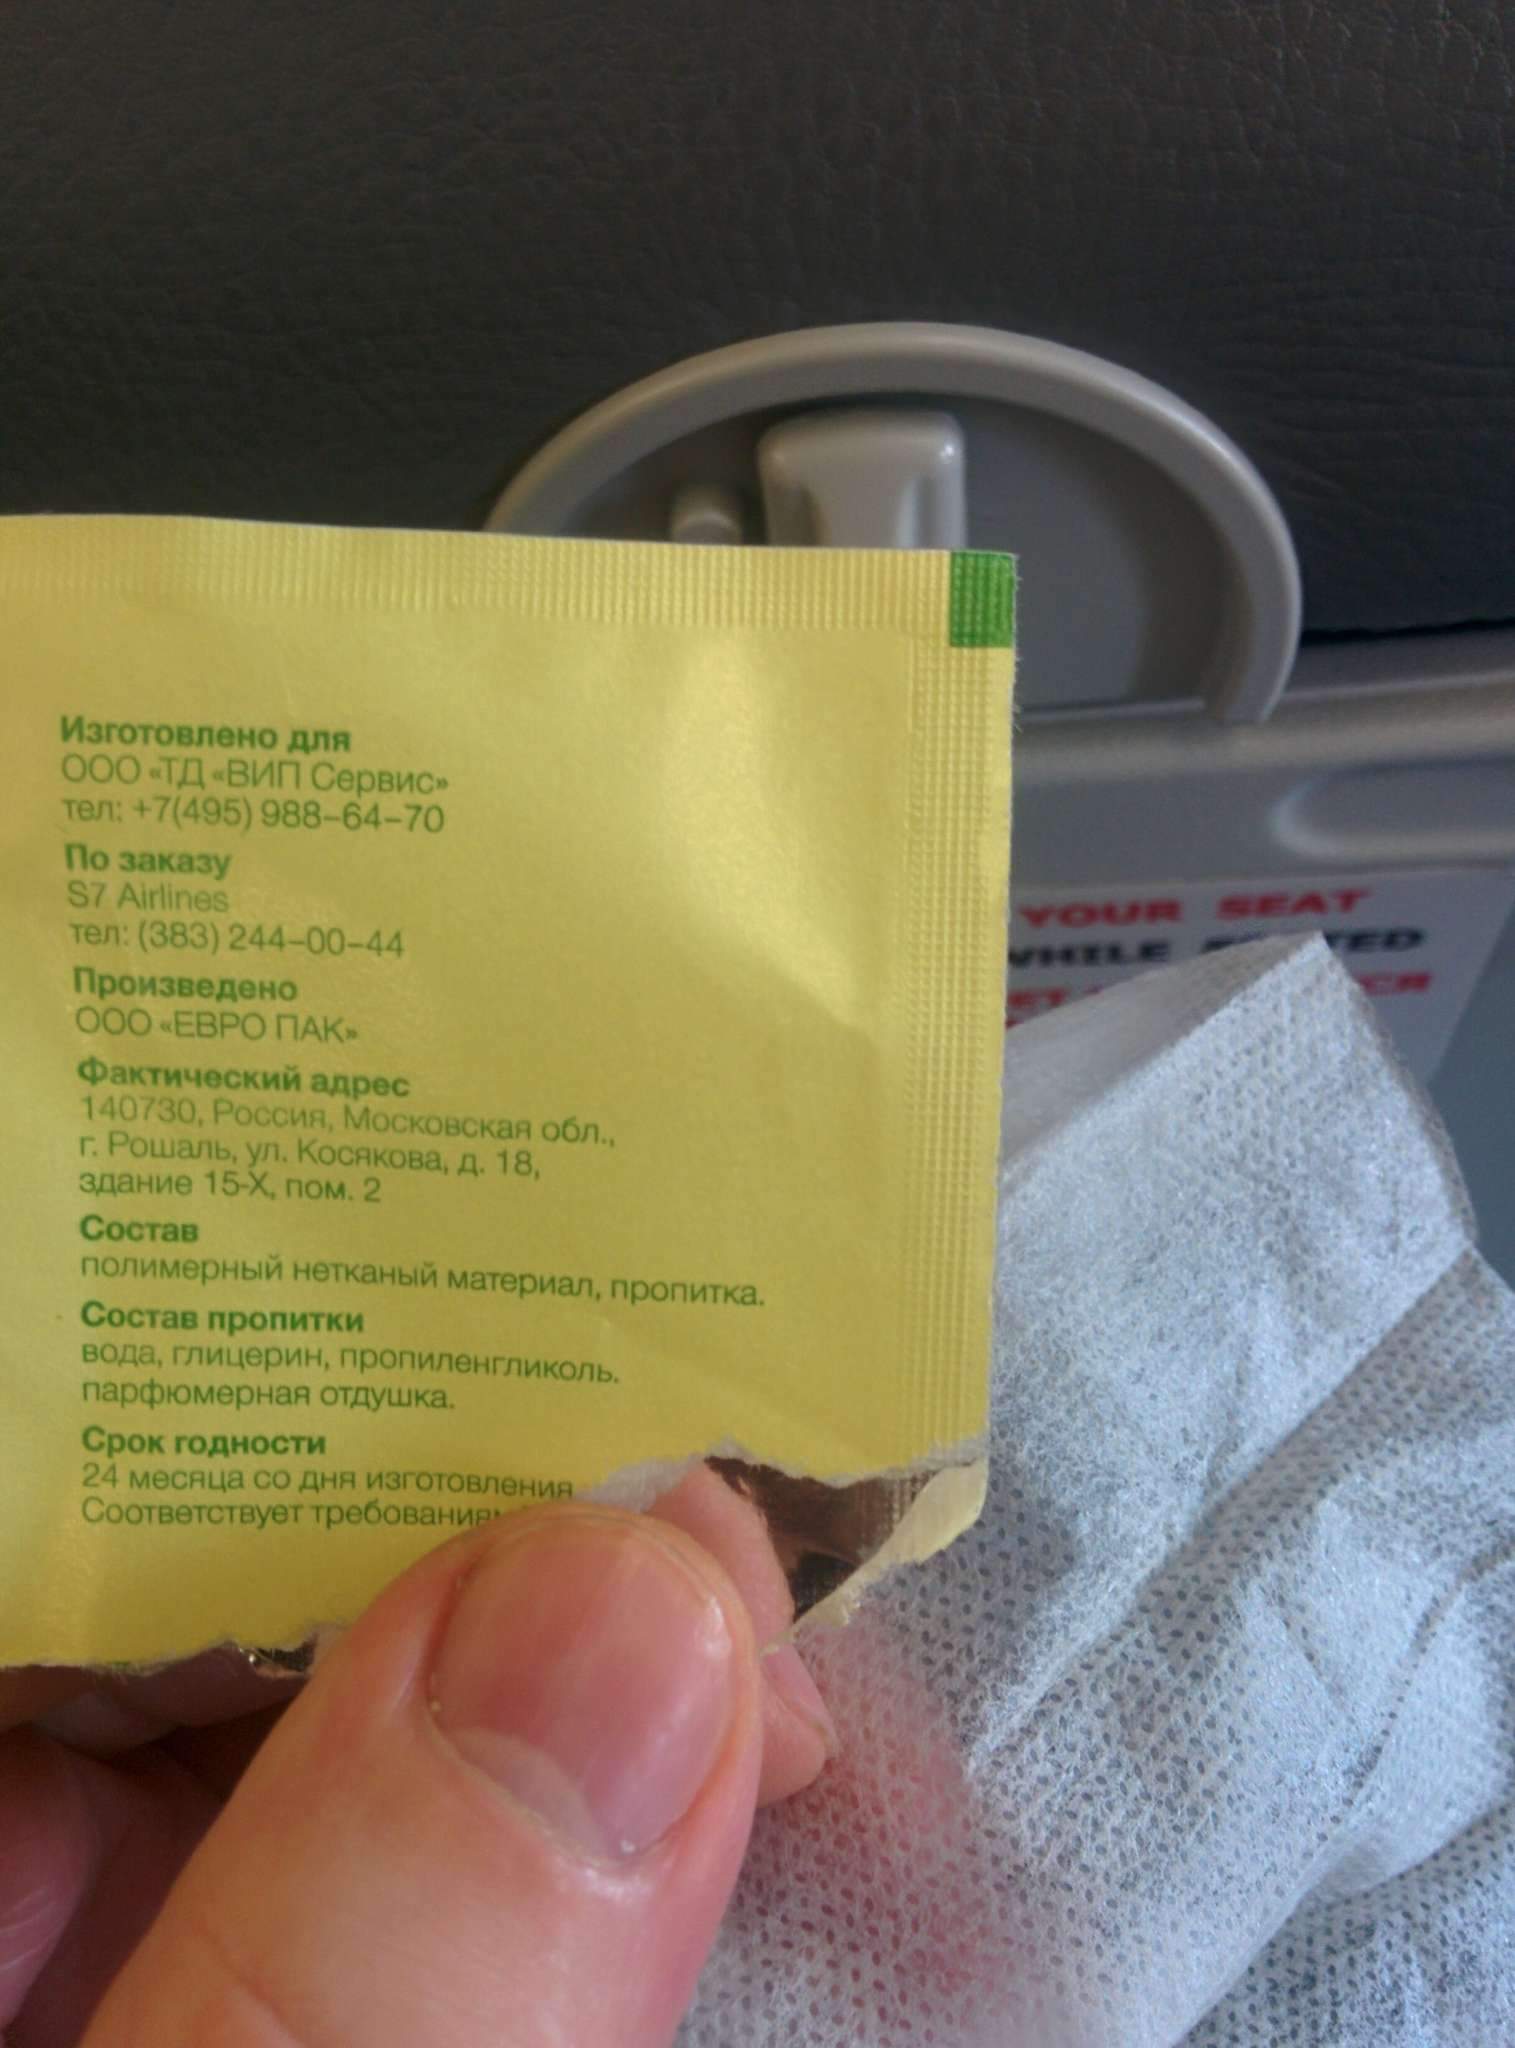 Изготовлено для
ООО «ТД «ВИП Сервис»
тел: +7(495) 988-64-70
По заказу
S7 Airlines
тел: (383) 244-00-44
Произведено
ООО «ЕВРО ПАК»
Фактический адрес
140730, Россия, Московская обл.,
г. Рошаль, ул. Косякова, д. 18,
здание 15-Х, пом. 2
Состав
полимерный нетканый материал, пропитка.
Состав пропитки
вода, глицерин, пропиленгликоль.
парфюмерная отдушка.
Срок годности
24 месяца со дня изготовления
Соответствует
YOUR SEAT
WHILE